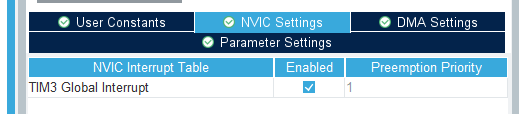 User Constants NVIC Settings DMA Settings
Parameter Settings
NVIC Interrupt Table Enabled Preemption Priority
TIM3 Global Interrupt 1